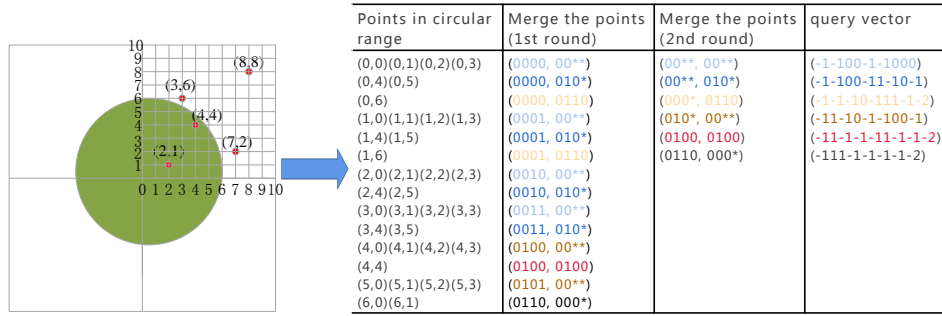 10
9
8
7
6
5
4
3
2
1
(8,8)
(3,6)
(4,4)
(7,2)
(2,1)
0 1 2 3 4 5 6 7 8 9 10
Points in circular range | Merge the points (1st round) | Merge the points (2nd round) | query vector
(0,0)(0,1)(0,2)(0,3) (0000, 00**) (00**, 00**) (-1-100-1-1000)
(0,4)(0,5) (0000, 010*) (00**, 010*) (-1-100-11-10-1)
(0,6) (0000, 0110) (000*, 0110) (-1-1-10-111-1-2)
(1,0)(1,1)(1,2)(1,3) (0001, 00**) (010*, 00**) (-11-10-1-100-1)
(1,4)(1,5) (0001, 010*) (0100, 0100) (-11-1-1-11-1-1-2)
(1,6) (0001, 0110) (0110, 000*) (-111-1-1-1-1-2)
(2,0)(2,1)(2,2)(2,3) (0010, 00**)
(2,4)(2,5) (0010, 010*)
(3,0)(3,1)(3,2)(3,3) (0011, 00**)
(3,4)(3,5) (0011, 010*)
(4,0)(4,1)(4,2)(4,3) (0100, 00**)
(4,4) (0100, 0100)
(5,0)(5,1)(5,2)(5,3) (0101, 00**)
(6,0)(6,1) (0110, 000*)